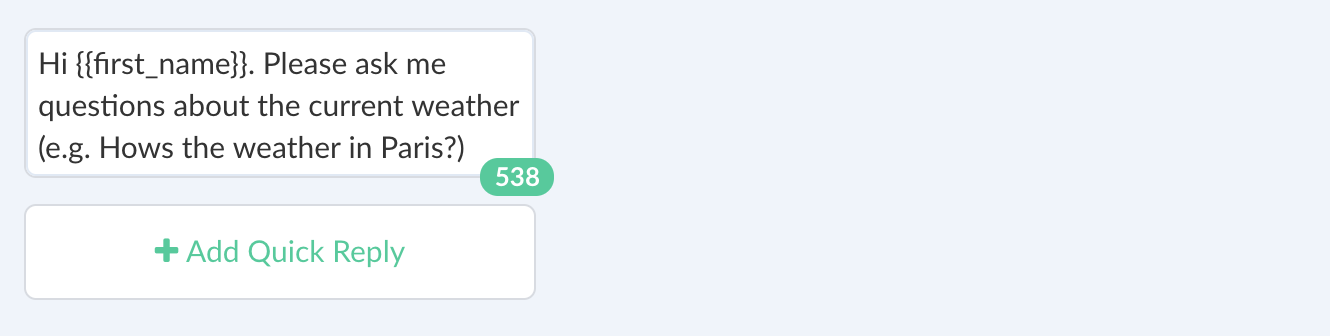 Hi {{first_name}}. Please ask me
questions about the current weather
(e.g. Hows the weather in Paris?)
538
Add Quick Reply